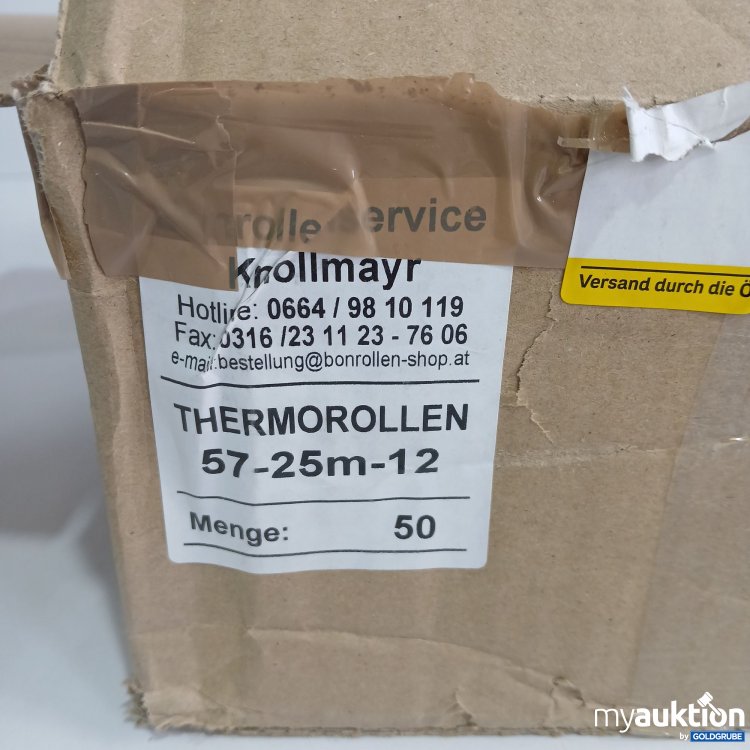 service
Knollmayr
Hotline: 0664 / 98 10 119
Fax: 0316 /23 11 23 - 76 06
e-mail:bestellung@bonrollen-shop.at
THERMOROLLEN
57-25m-12
Menge: 50
Versand durch die Ö
myauktion
by GOLDGRUBE